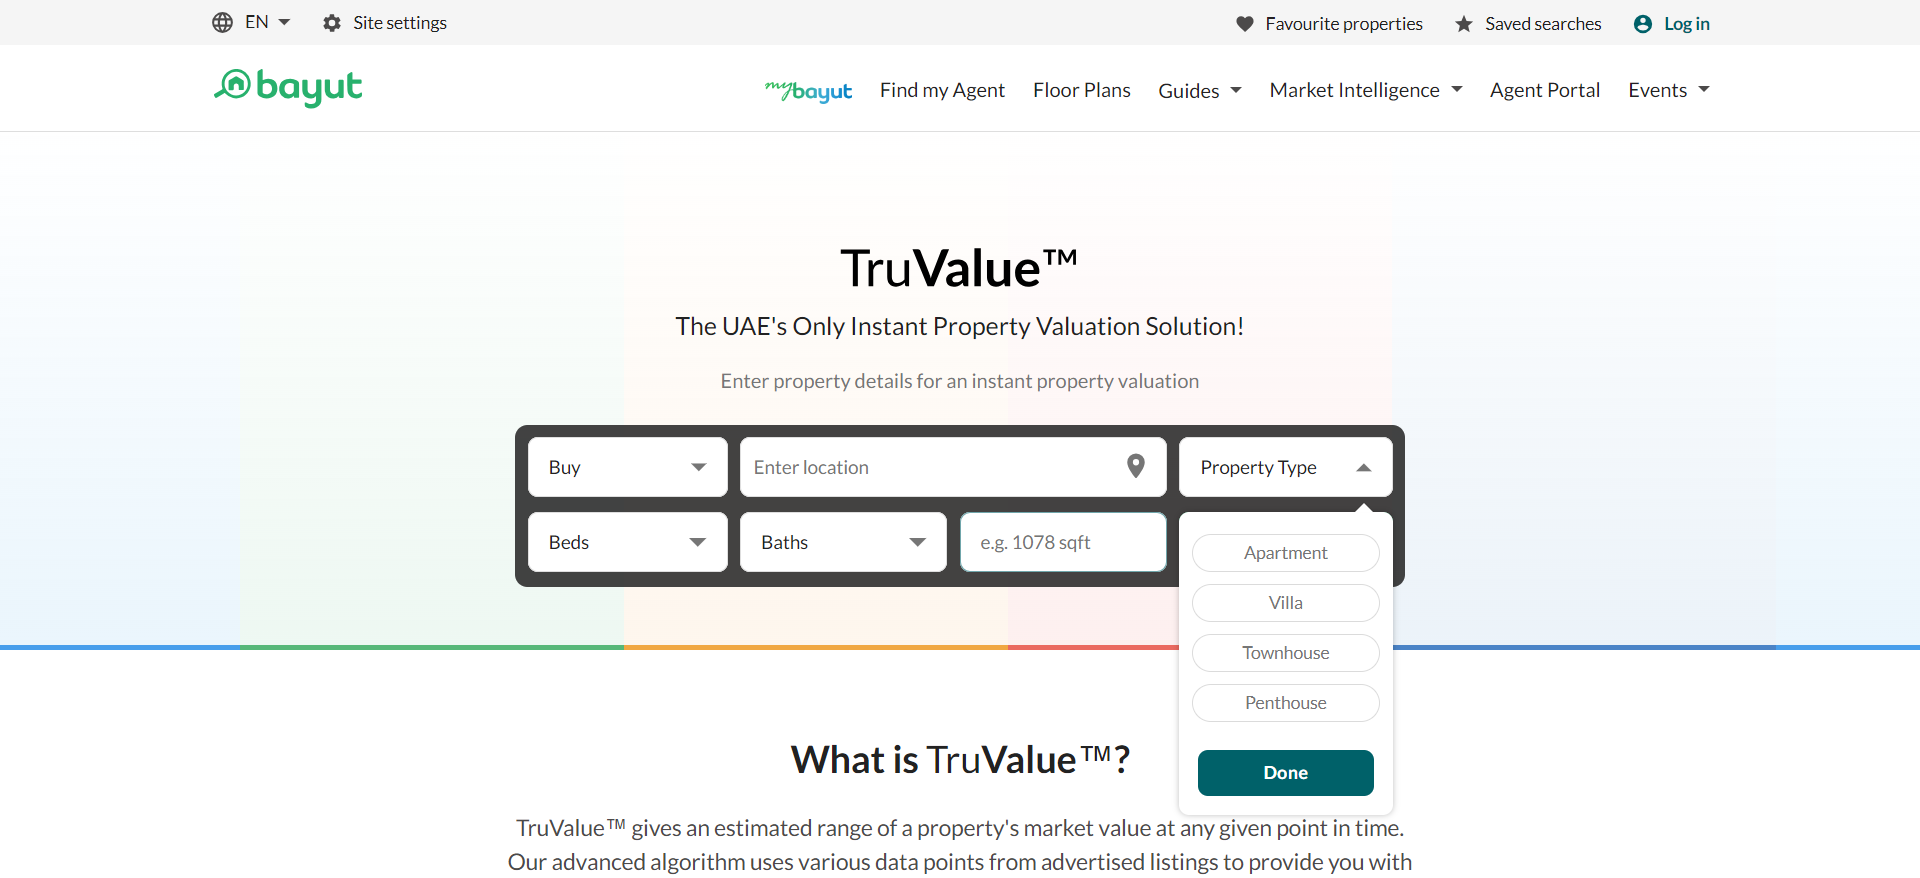 EN
Site settings
Favourite properties
Saved searches
Log in
bayut
mybayut
Find my Agent
Floor Plans
Guides
Market Intelligence
Agent Portal
Events
TruValue™
The UAE's Only Instant Property Valuation Solution!
Enter property details for an instant property valuation
Buy
Enter location
Property Type
Beds
Baths
e.g. 1078 sqft
Apartment
Villa
Townhouse
Penthouse
Done
What is TruValue™?
TruValue™ gives an estimated range of a property's market value at any given point in time.
Our advanced algorithm uses various data points from advertised listings to provide you with